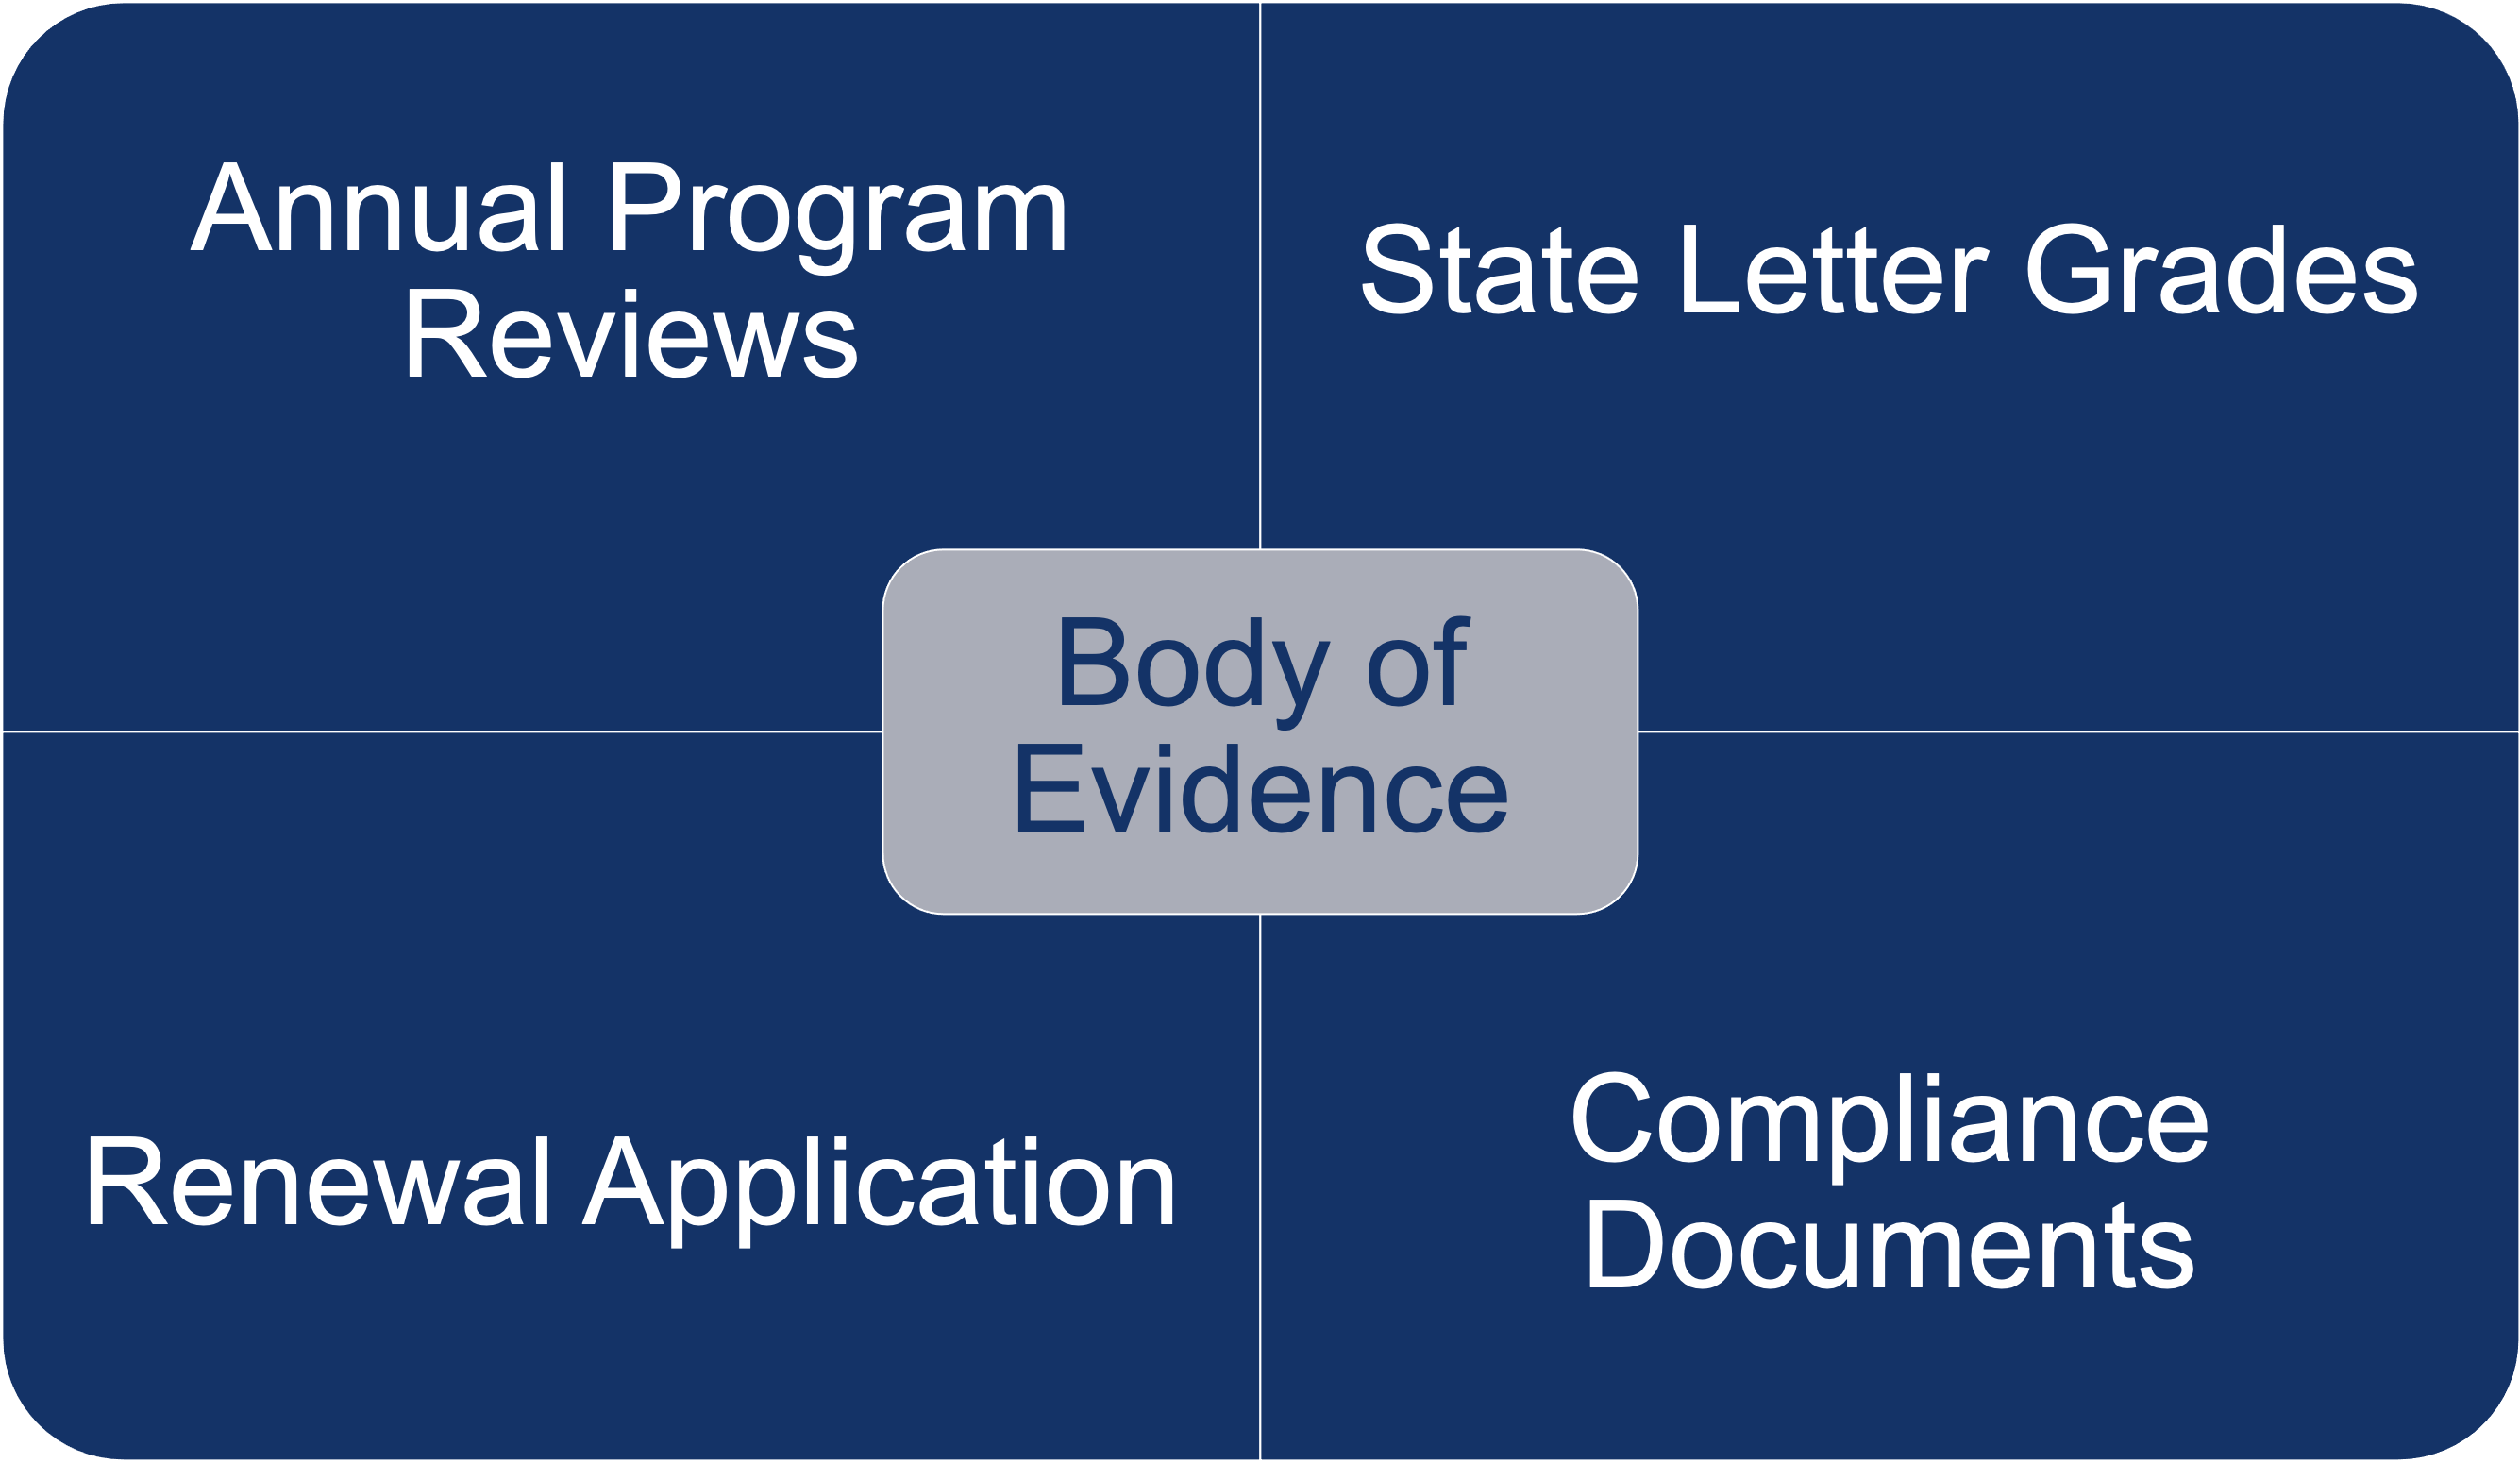 Annual Program
Reviews
State Letter Grades
Body of
Evidence
Renewal Application
Compliance
Documents